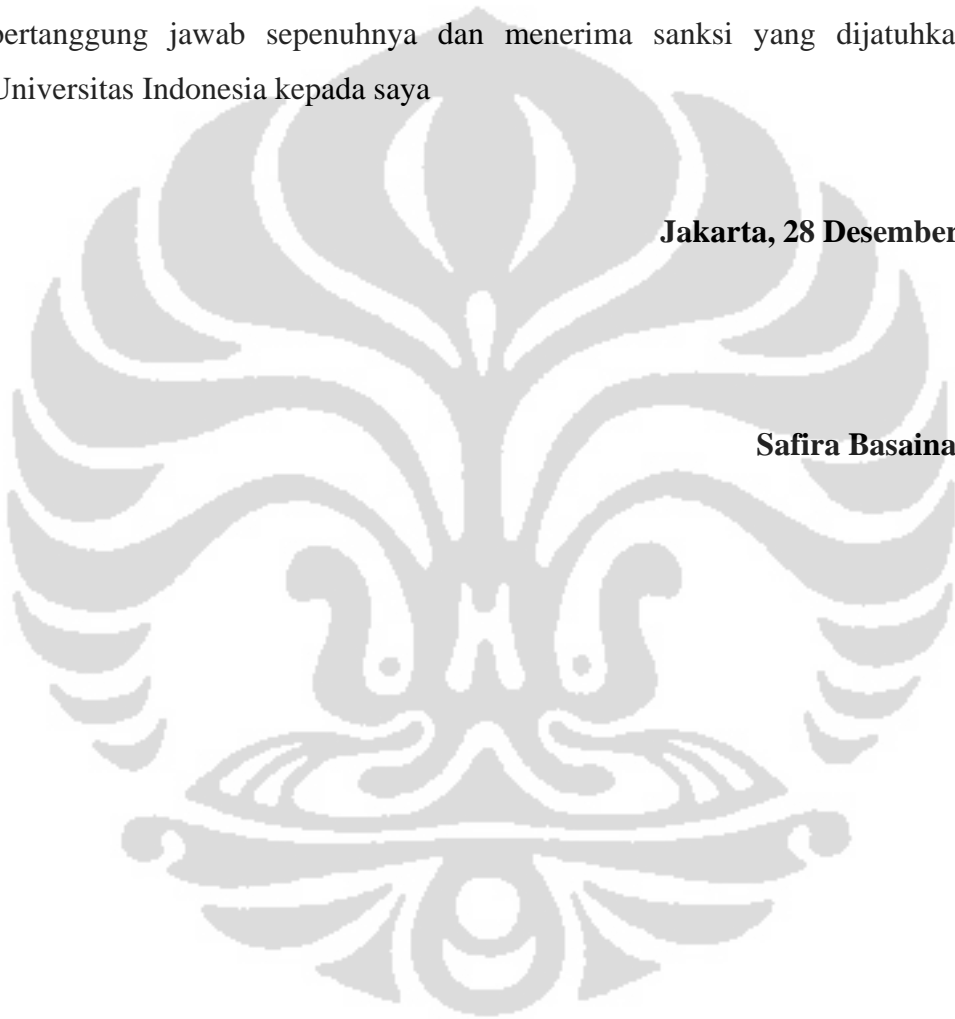 bertanggung jawab sepenuhnya dan menerima sanksi yang dijatuhka
Universitas Indonesia kepada saya
Jakarta, 28 Desember
Safira Basaina